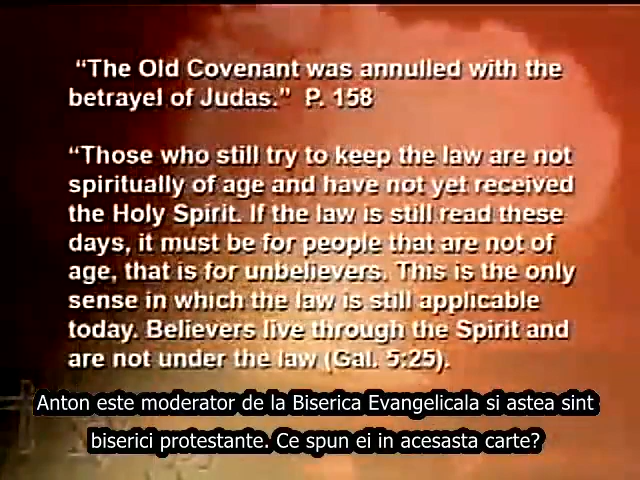 “The Old Covenant was annulled with the
betrayel of Judas.” P. 158
“Those who still try to keep the law are not
spiritually of age and have not yet received
the Holy Spirit. If the law is still read these
days, it must be for people that are not of
age, that is for unbelievers. This is the only
sense in which the law is still applicable
today. Believers live through the Spirit and
are not under the law (Gal. 5:25).
Anton este moderator de la Biserica Evangelicala si astea sint
biserici protestante. Ce spun ei in acesasta carte?